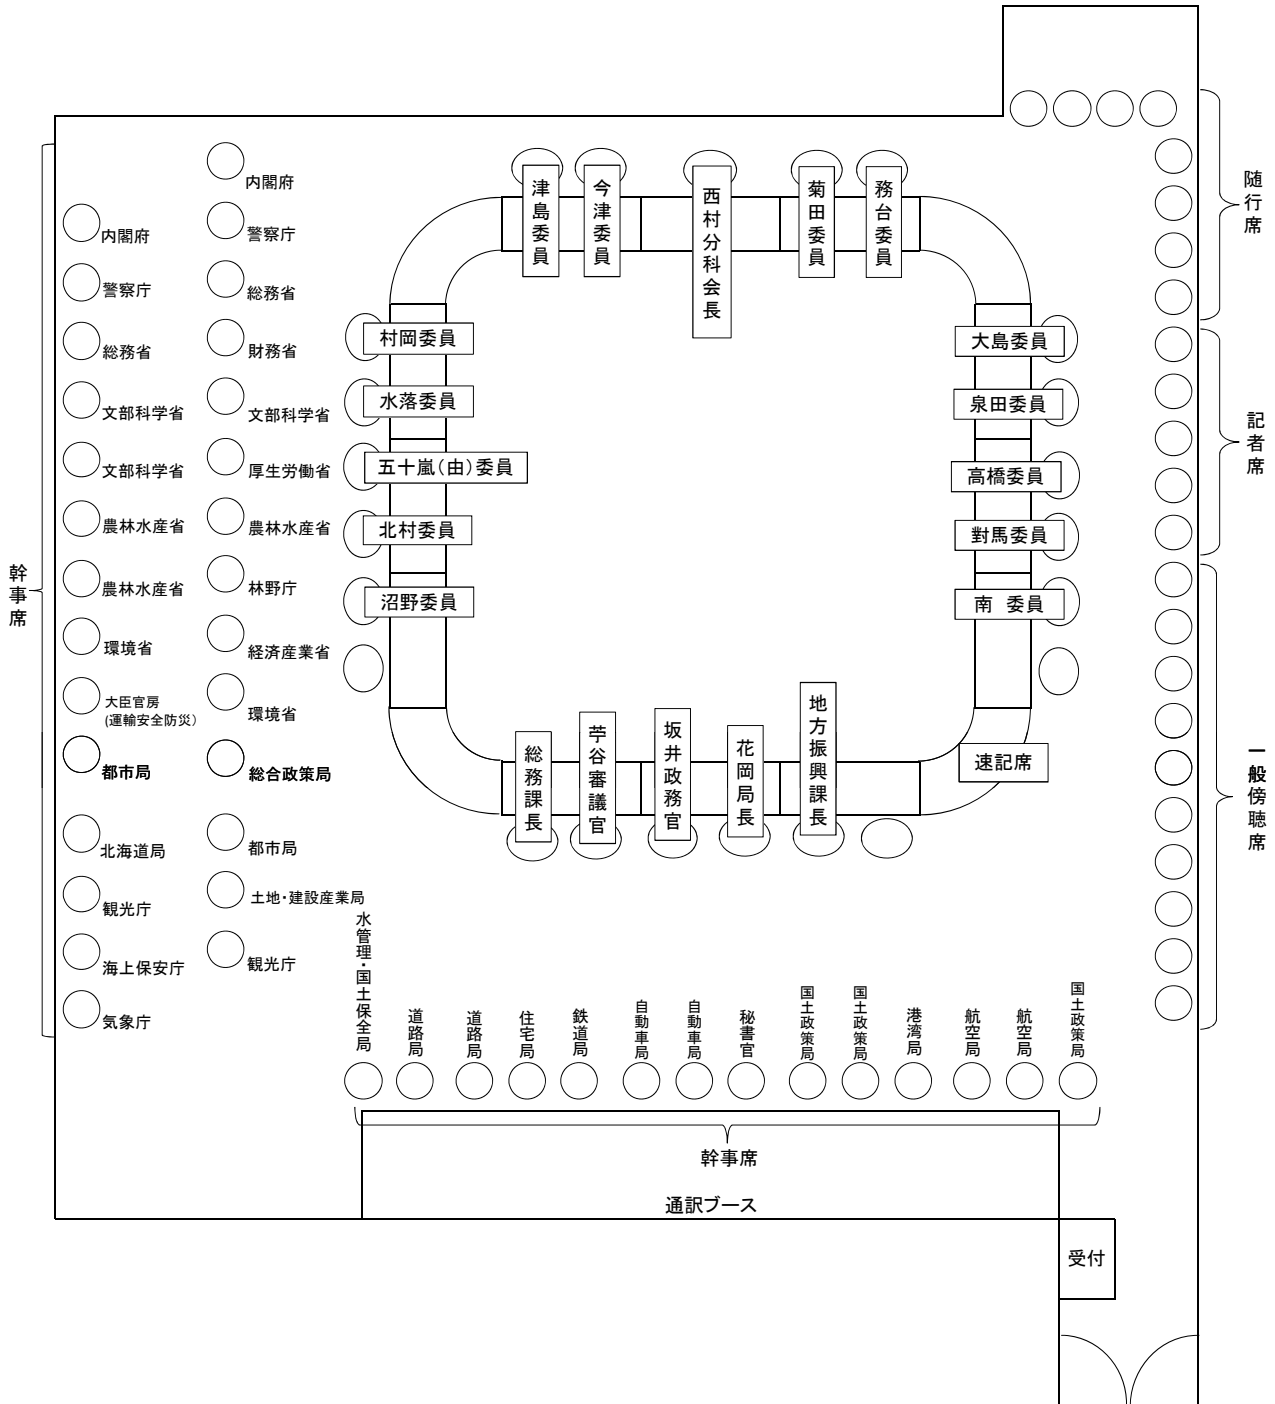 津島委員
今津委員
西村分科会長
菊田委員
務台委員
随行席
記者席
一般傍聴席
幹事席
内閣府
警察庁
総務省
文部科学省
文部科学省
農林水産省
農林水産省
環境省
大臣官房
(運輸安全防災)
都市局
北海道局
観光庁
海上保安庁
気象庁
内閣府
警察庁
総務省
財務省
文部科学省
厚生労働省
農林水産省
林野庁
経済産業省
環境省
総合政策局
都市局
土地・建設産業局
観光庁
村岡委員
水落委員
五十嵐(由)委員
北村委員
沼野委員
大島委員
泉田委員
高橋委員
對馬委員
南 委員
速記席
総務課長
苧谷審議官
坂井政務官
花岡局長
地方振興課長
水管理・国土保全局
道路局
道路局
住宅局
鉄道局
自動車局
自動車局
秘書官
国土政策局
国土政策局
港湾局
航空局
航空局
国土政策局
幹事席
通訳ブース
受付